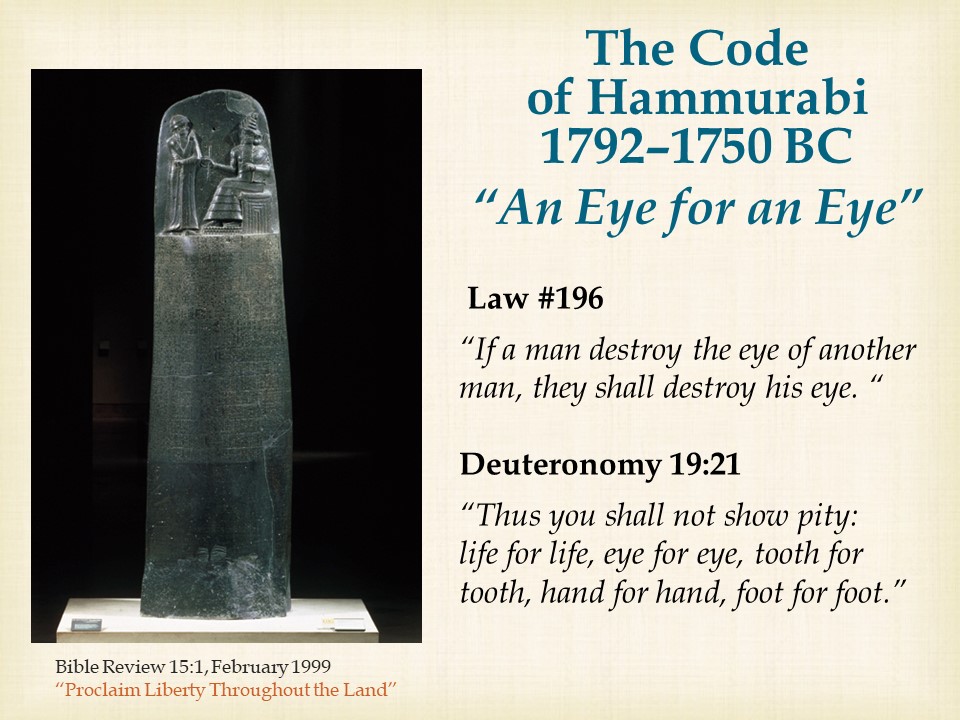 The Code
of Hammurabi
1792–1750 BC
“An Eye for an Eye”
Law #196
“If a man destroy the eye of another
man, they shall destroy his eye. “
Deuteronomy 19:21
“Thus you shall not show pity:
life for life, eye for eye, tooth for
tooth, hand for hand, foot for foot.”
Bible Review 15:1, February 1999
“Proclaim Liberty Throughout the Land”